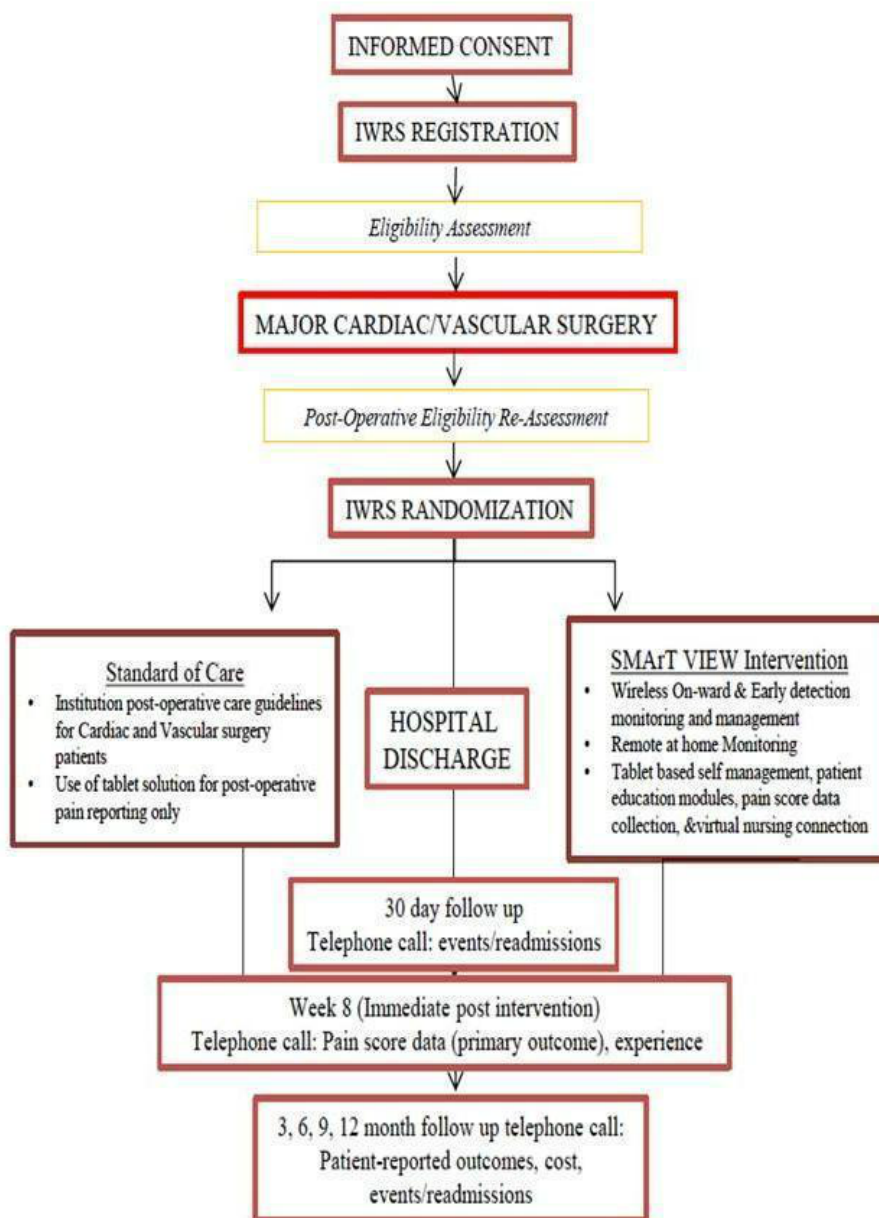 INFORMED CONSENT
IWRS REGISTRATION
Eligibility Assessment
MAJOR CARDIAC/VASCULAR SURGERY
Post-Operative Eligibility Re-Assessment
IWRS RANDOMIZATION
Standard of Care
• Institution post-operative care guidelines
for Cardiac and Vascular surgery
patients
• Use of tablet solution for post-operative
pain reporting only
HOSPITAL
DISCHARGE
SMArT VIEW Intervention
• Wireless On-ward & Early detection
monitoring and management
• Remote at home Monitoring
• Tablet based self management, patient
education modules, pain score data
collection, &virtual nursing connection
30 day follow up
Telephone call: events/readmissions
Week 8 (Immediate post intervention)
Telephone call: Pain score data (primary outcome), experience
3, 6, 9, 12 month follow up telephone call:
Patient-reported outcomes, cost,
events/readmissions